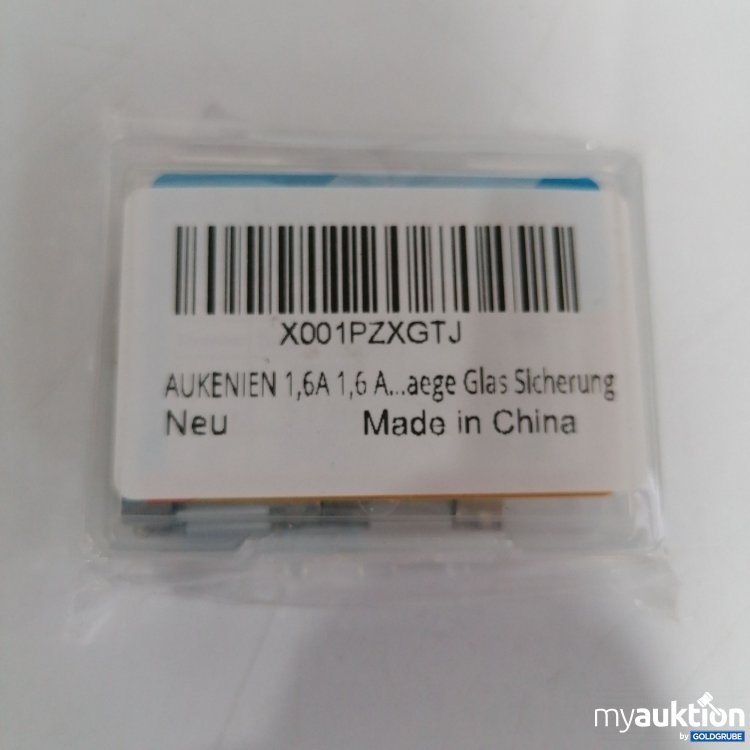 X001PZXGTJ
AUKENIEN 1,6A 1,6 A...aege Glas Sicherung
Neu Made in China
myauktion
by GOLDGRUBE